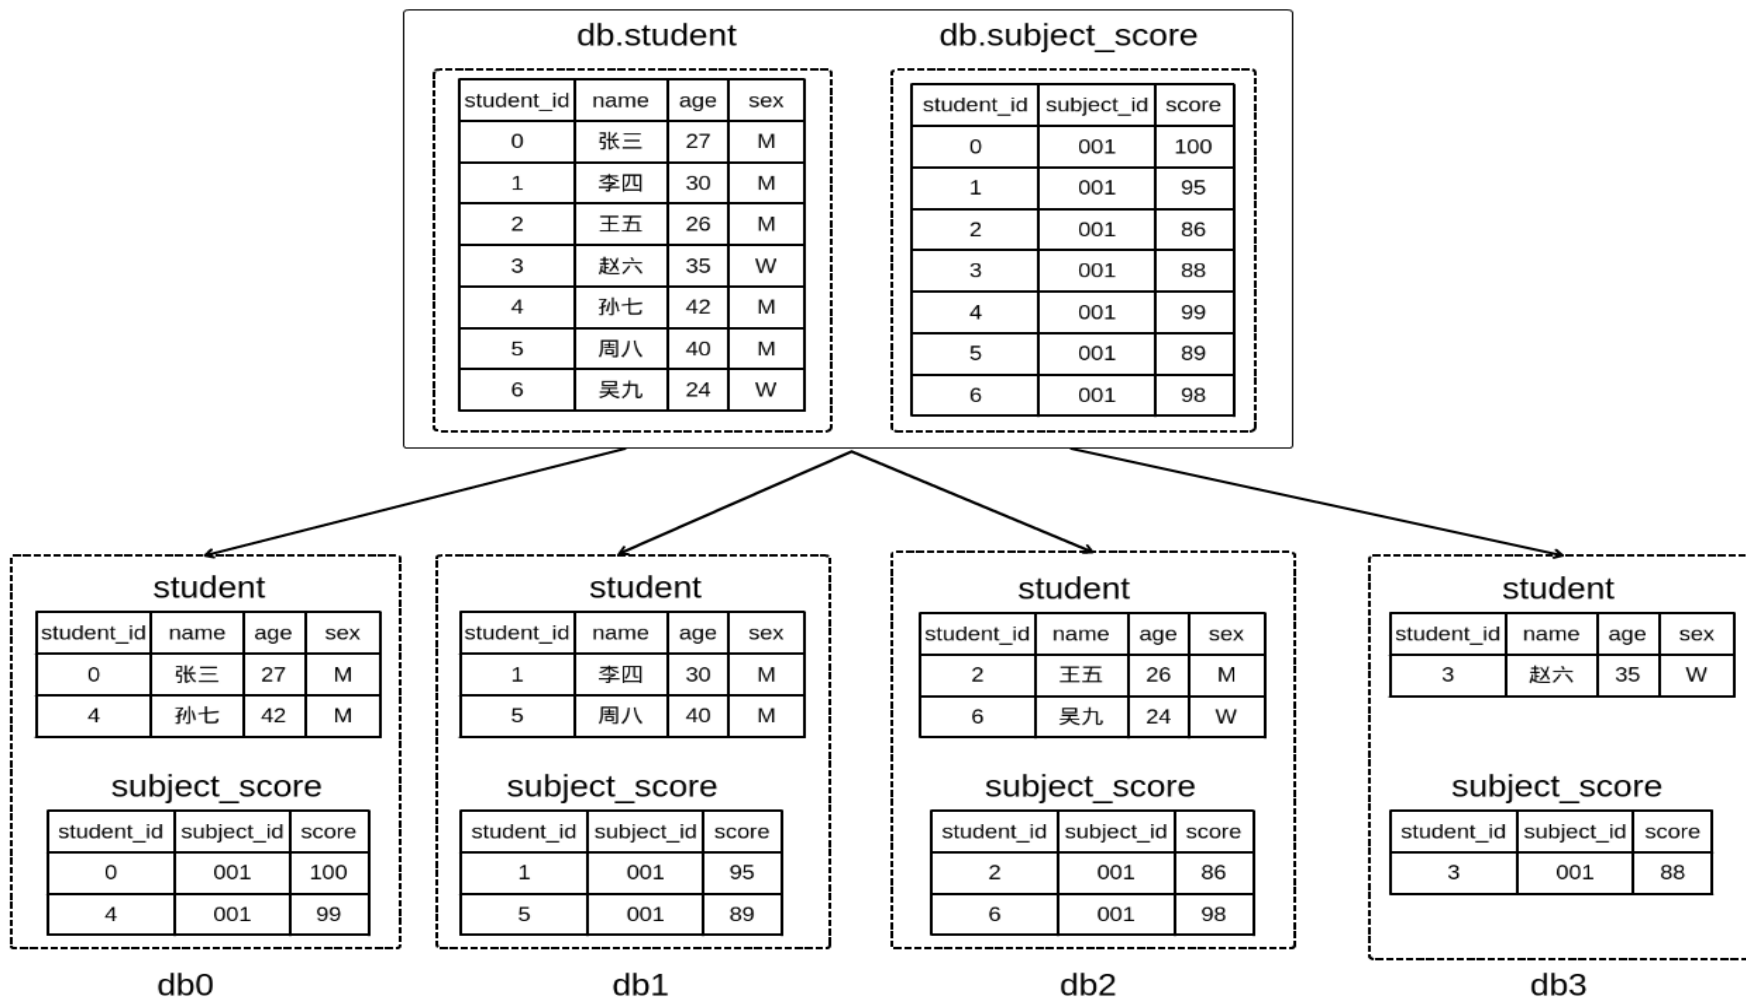 db.student db.subject_score
student_id name age sex
0 张三 27 M
1 李四 30 M
2 王五 26 M
3 赵六 35 W
4 孙七 42 M
5 周八 40 M
6 吴九 24 W
student_id subject_id score
0 001 100
1 001 95
2 001 86
3 001 88
4 001 99
5 001 89
6 001 98
student
student_id name age sex
0 张三 27 M
4 孙七 42 M
subject_score
student_id subject_id score
0 001 100
4 001 99
db0
student
student_id name age sex
1 李四 30 M
5 周八 40 M
subject_score
student_id subject_id score
1 001 95
5 001 89
db1
student
student_id name age sex
2 王五 26 M
6 吴九 24 W
subject_score
student_id subject_id score
2 001 86
6 001 98
db2
student
student_id name age sex
3 赵六 35 W
subject_score
student_id subject_id score
3 001 88
db3